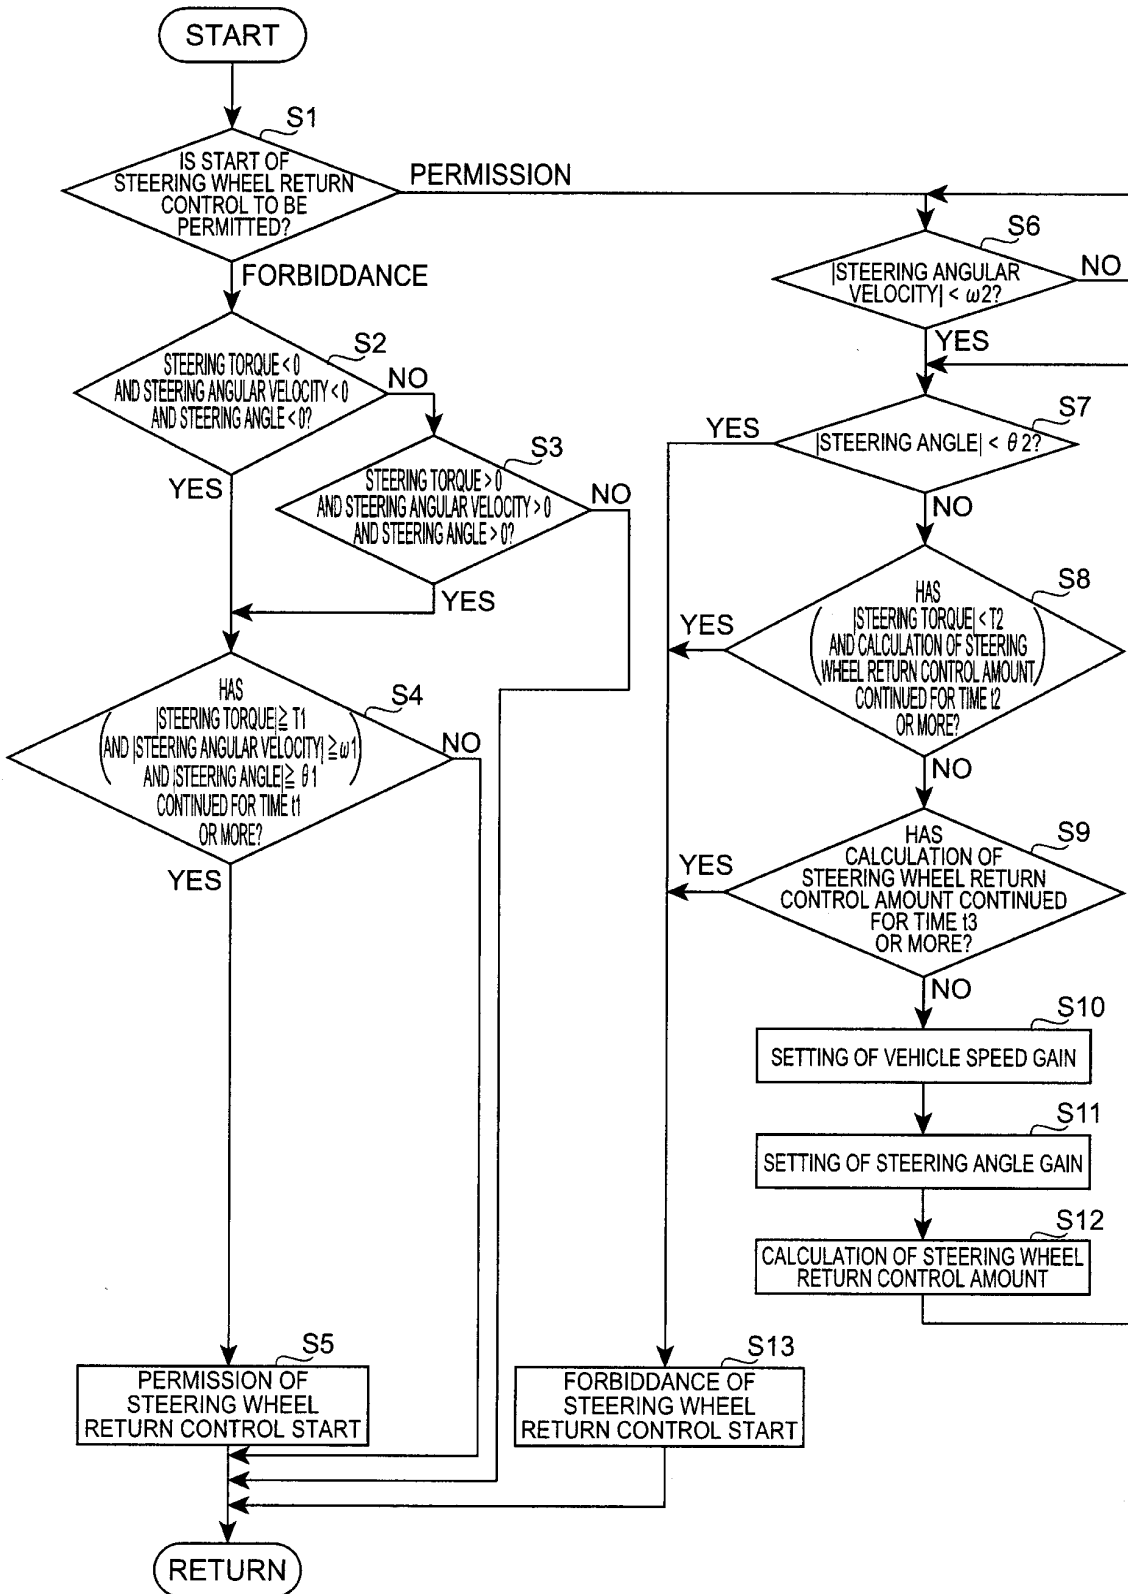 START
S1
IS START OF
STEERING WHEEL RETURN
CONTROL TO BE
PERMITTED?
PERMISSION
FORBIDDANCE
S2
STEERING TORQUE < 0
AND STEERING ANGULAR VELOCITY < 0
AND STEERING ANGLE < 0?
NO
YES
S3
STEERING TORQUE > 0
AND STEERING ANGULAR VELOCITY > 0
AND STEERING ANGLE > 0?
NO
YES
S4
HAS
|STEERING TORQUE| ≧ T1
AND |STEERING ANGULAR VELOCITY| ≧ ω1
AND |STEERING ANGLE| ≧ θ1
CONTINUED FOR TIME t1
OR MORE?
NO
YES
S5
PERMISSION OF
STEERING WHEEL
RETURN CONTROL START
S6
|STEERING ANGULAR
VELOCITY| < ω2?
NO
YES
S7
|STEERING ANGLE| < θ2?
YES
NO
S8
HAS
|STEERING TORQUE| < T2
AND CALCULATION OF STEERING
WHEEL RETURN CONTROL AMOUNT
CONTINUED FOR TIME t2
OR MORE?
YES
NO
S9
HAS
CALCULATION OF
STEERING WHEEL RETURN
CONTROL AMOUNT CONTINUED
FOR TIME t3
OR MORE?
YES
NO
S10
SETTING OF VEHICLE SPEED GAIN
S11
SETTING OF STEERING ANGLE GAIN
S12
CALCULATION OF STEERING WHEEL
RETURN CONTROL AMOUNT
S13
FORBIDDANCE OF
STEERING WHEEL
RETURN CONTROL START
RETURN